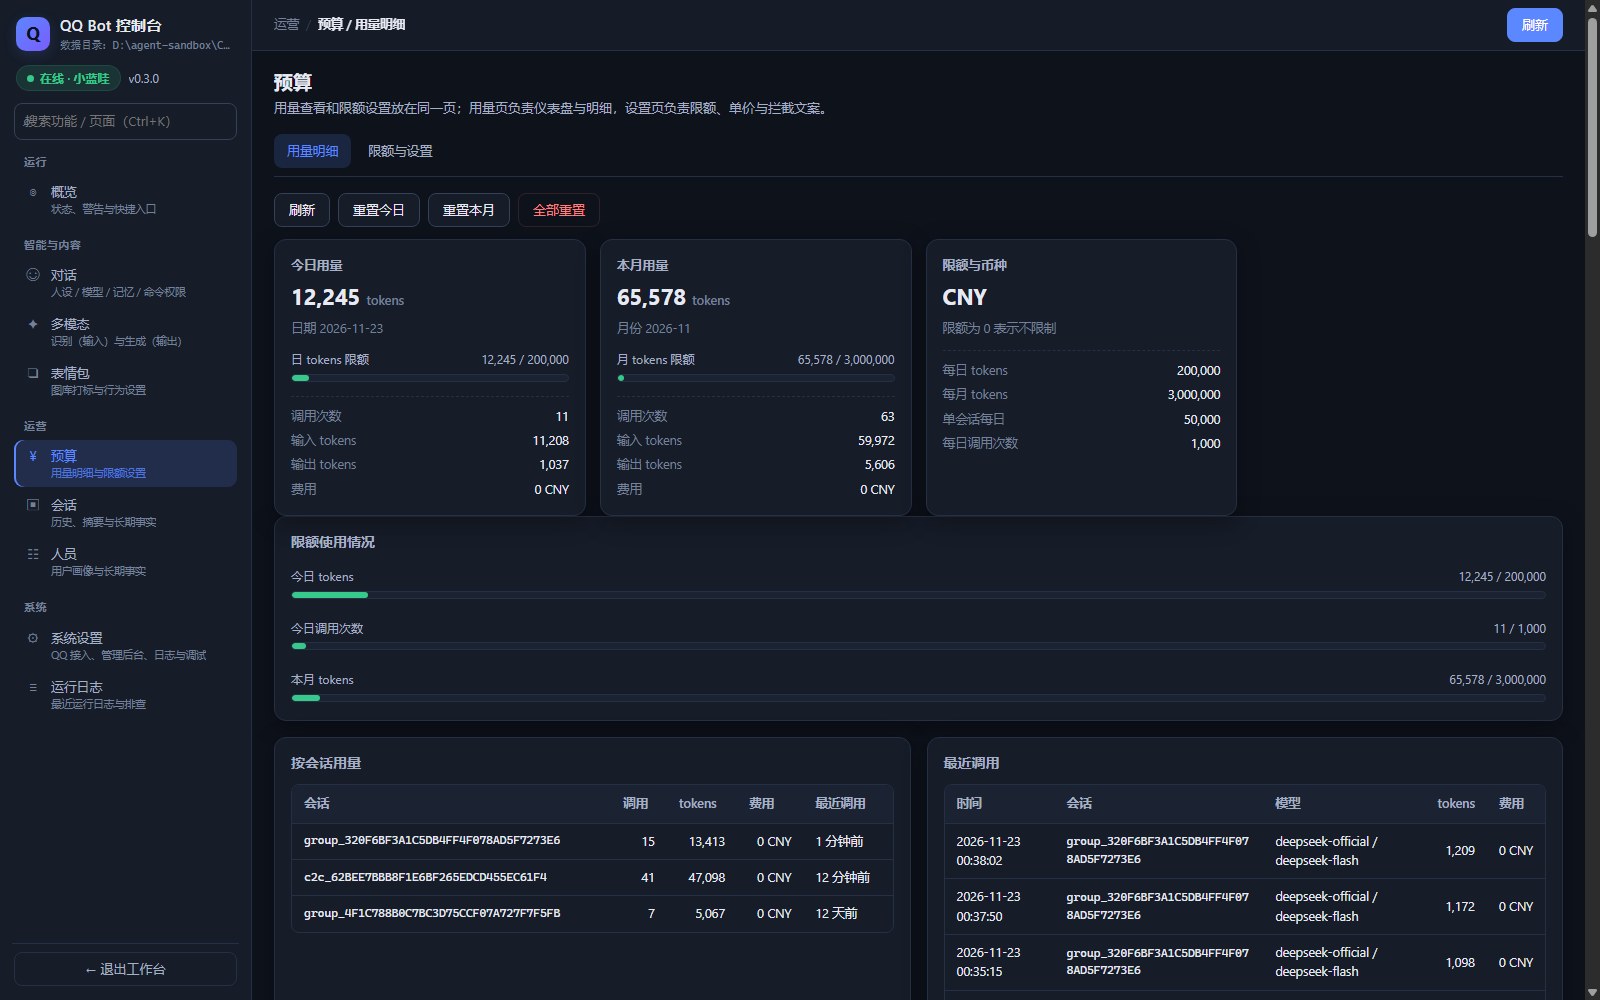 Q
QQ Bot 控制台
数据目录: D:\agent-sandbox\C...
在线 · 小蓝哇
v0.3.0
搜索功能 / 页面（Ctrl+K）
运行
概览
状态、警告与快捷入口
智能与内容
对话
人设 / 模型 / 记忆 / 命令权限
多模态
识别（输入）与生成（输出）
表情包
图库打标与行为设置
运营
¥ 预算
用量明细与限额设置
会话
历史、摘要与长期事实
人员
用户画像与长期事实
系统
系统设置
QQ 接入、管理后台、日志与调试
运行日志
最近运行日志与排查
← 退出工作台
运营 / 预算 / 用量明细
刷新
预算
用量查看和限额设置放在同一页；用量页负责仪表盘与明细，设置页负责限额、单价与拦截文案。
用量明细
限额与设置
刷新
重置今日
重置本月
全部重置
今日用量
12,245 tokens
日期 2026-11-23
日 tokens 限额 12,245 / 200,000
调用次数 11
输入 tokens 11,208
输出 tokens 1,037
费用 0 CNY
本月用量
65,578 tokens
月份 2026-11
月 tokens 限额 65,578 / 3,000,000
调用次数 63
输入 tokens 59,972
输出 tokens 5,606
费用 0 CNY
限额与币种
CNY
限额为 0 表示不限制
每日 tokens 200,000
每月 tokens 3,000,000
单会话每日 50,000
每日调用次数 1,000
限额使用情况
今日 tokens 12,245 / 200,000
今日调用次数 11 / 1,000
本月 tokens 65,578 / 3,000,000
按会话用量
会话 调用 tokens 费用 最近调用
group_320F6BF3A1C5DB4FF4F078AD5F7273E6 15 13,413 0 CNY 1 分钟前
c2c_62BEE7BBB8F1E6BF265EDCD455EC61F4 41 47,098 0 CNY 12 分钟前
group_4F1C788B0C7BC3D75CCF07A727F7F5FB 7 5,067 0 CNY 12 天前
最近调用
时间 会话 模型 tokens 费用
2026-11-23 00:38:02 group_320F6BF3A1C5DB4FF4F078AD5F7273E6 deepseek-official / deepseek-flash 1,209 0 CNY
2026-11-23 00:37:50 group_320F6BF3A1C5DB4FF4F078AD5F7273E6 deepseek-official / deepseek-flash 1,172 0 CNY
2026-11-23 00:35:15 group_320F6BF3A1C5DB4FF4F078AD5F7273E6 deepseek-official / deepseek-flash 1,098 0 CNY